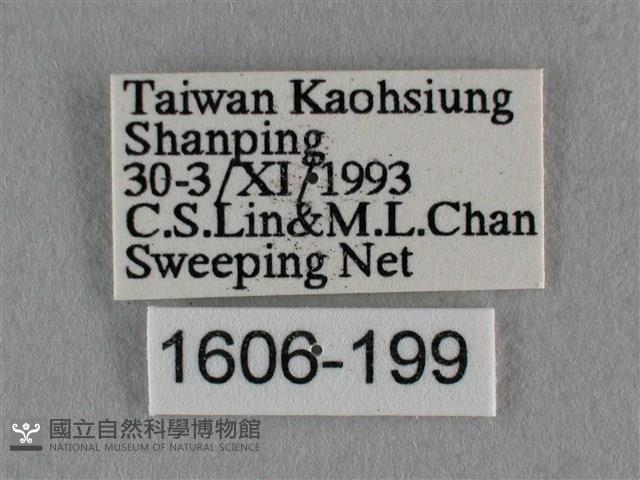 Taiwan Kaohsiung
Shanping
30-3/XI/1993
C.S.Lin&M.L.Chan
Sweeping Net
1606-199
國立自然科學博物館
NATIONAL MUSEUM OF NATURAL SCIENCE